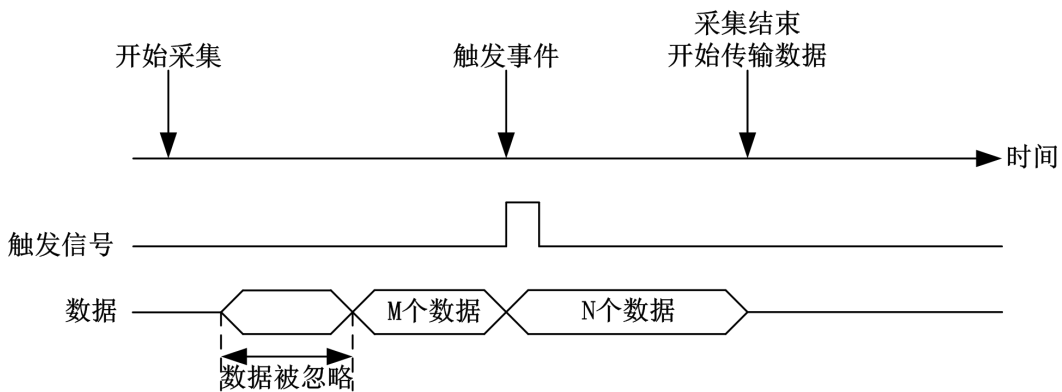 开始采集
触发事件
采集结束
开始传输数据
时间
触发信号
数据
M个数据
N个数据
数据被忽略